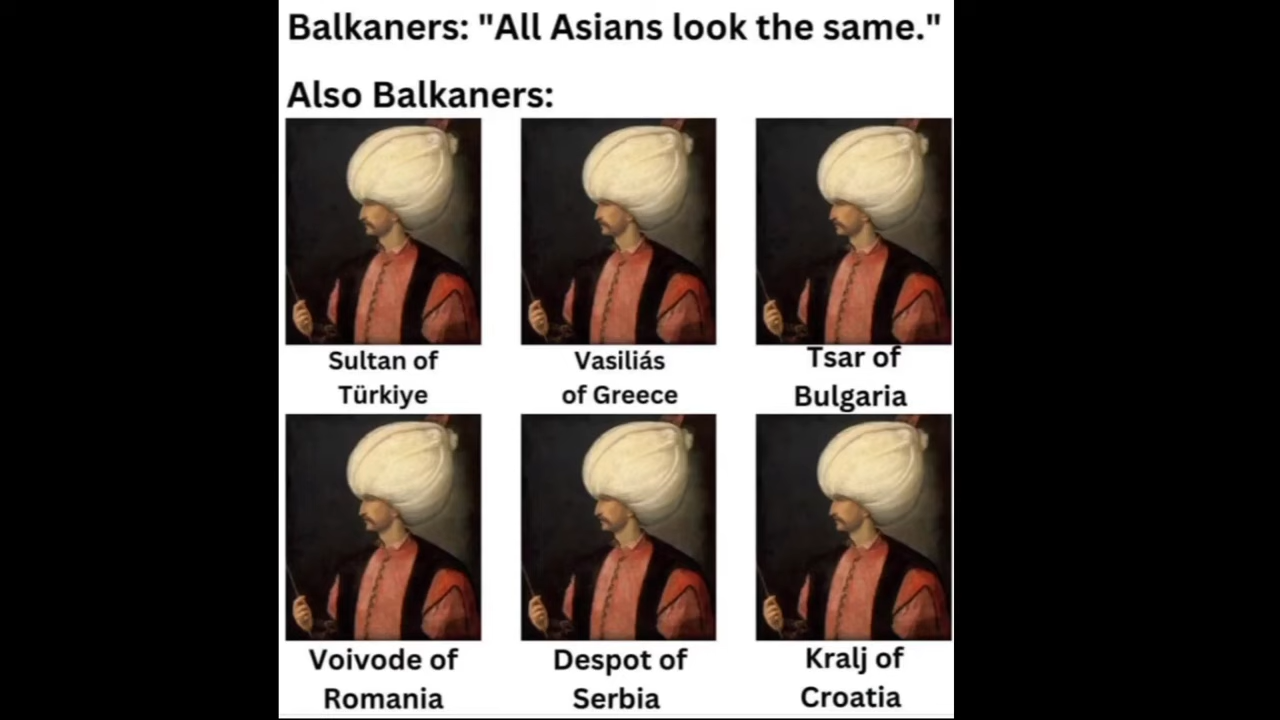 Balkaners: "All Asians look the same."
Also Balkaners:
Sultan of
Türkiye
Vasiliás
of Greece
Tsar of
Bulgaria
Voivode of
Romania
Despot of
Serbia
Kralj of
Croatia